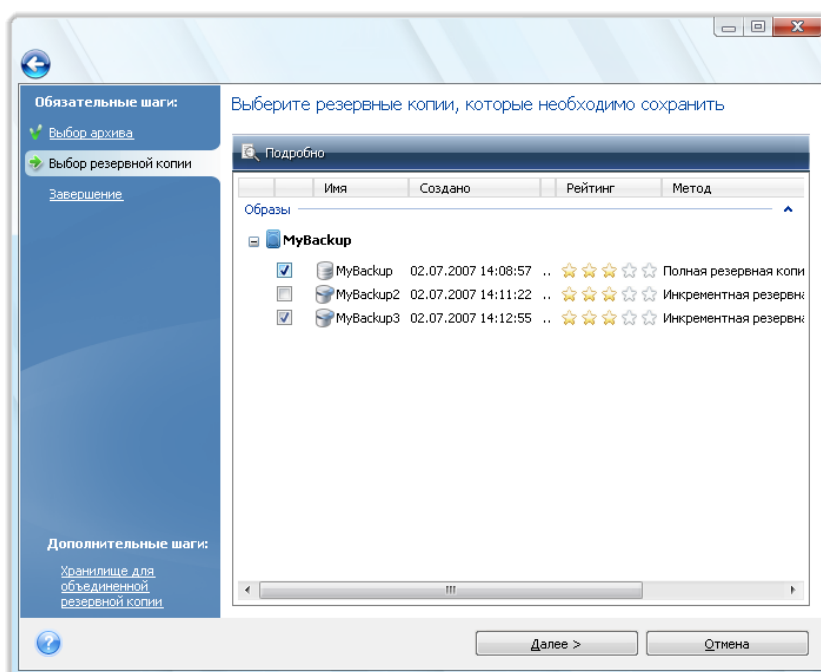 Обязательные шаги:
Выбор архива
Выбор резервной копии
Завершение
Выберите резервные копии, которые необходимо сохранить
Подробно
Имя Создано Рейтинг Метод
Образы
MyBackup
MyBackup 02.07.2007 14:08:57 .. Полная резервная копи
MyBackup2 02.07.2007 14:11:22 .. Инкрементная резервна
MyBackup3 02.07.2007 14:12:55 .. Инкрементная резервна
Дополнительные шаги:
Хранилище для
объединенной
резервной копии
Далее >
Отмена